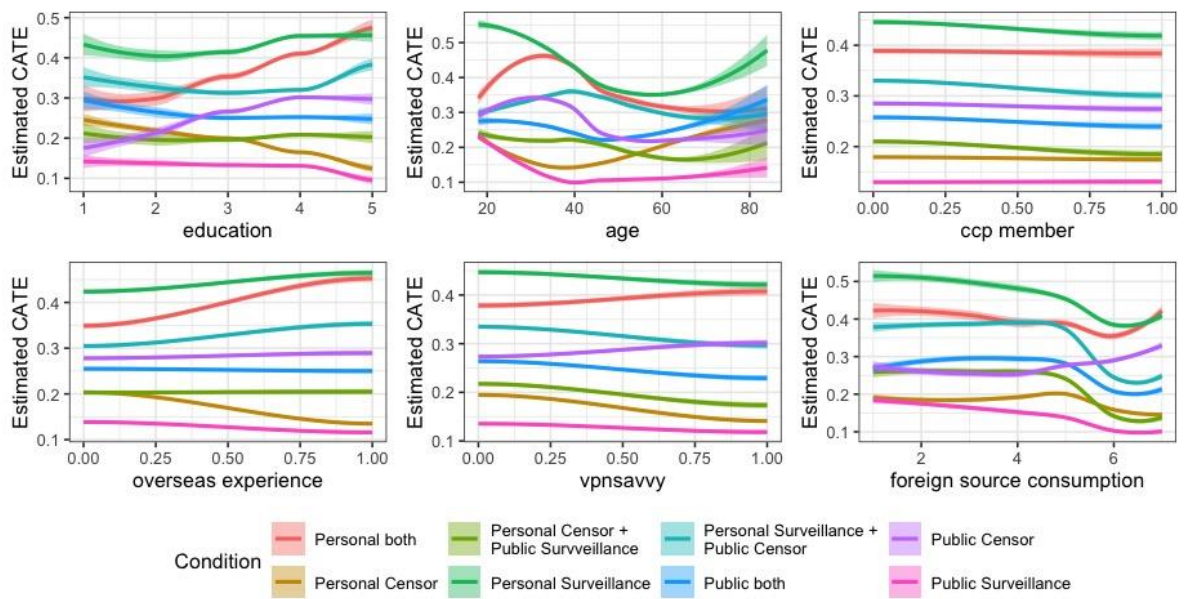 Estimated CATE
0.5
0.4
0.3
0.2
0.1
1 2 3 4 5
education
Estimated CATE
0.5
0.4
0.3
0.2
0.1
20 40 60 80
age
Estimated CATE
0.4
0.3
0.2
0.00 0.25 0.50 0.75 1.00
ccp member
Estimated CATE
0.4
0.3
0.2
0.1
0.00 0.25 0.50 0.75 1.00
overseas experience
Estimated CATE
0.4
0.3
0.2
0.1
0.00 0.25 0.50 0.75 1.00
vpnsavvy
Estimated CATE
0.5
0.4
0.3
0.2
0.1
2 4 6
foreign source consumption
Condition
Personal both
Personal Censor
Personal Censor +
Public Survveillance
Personal Surveillance
Personal Surveillance +
Public Censor
Public both
Public Censor
Public Surveillance